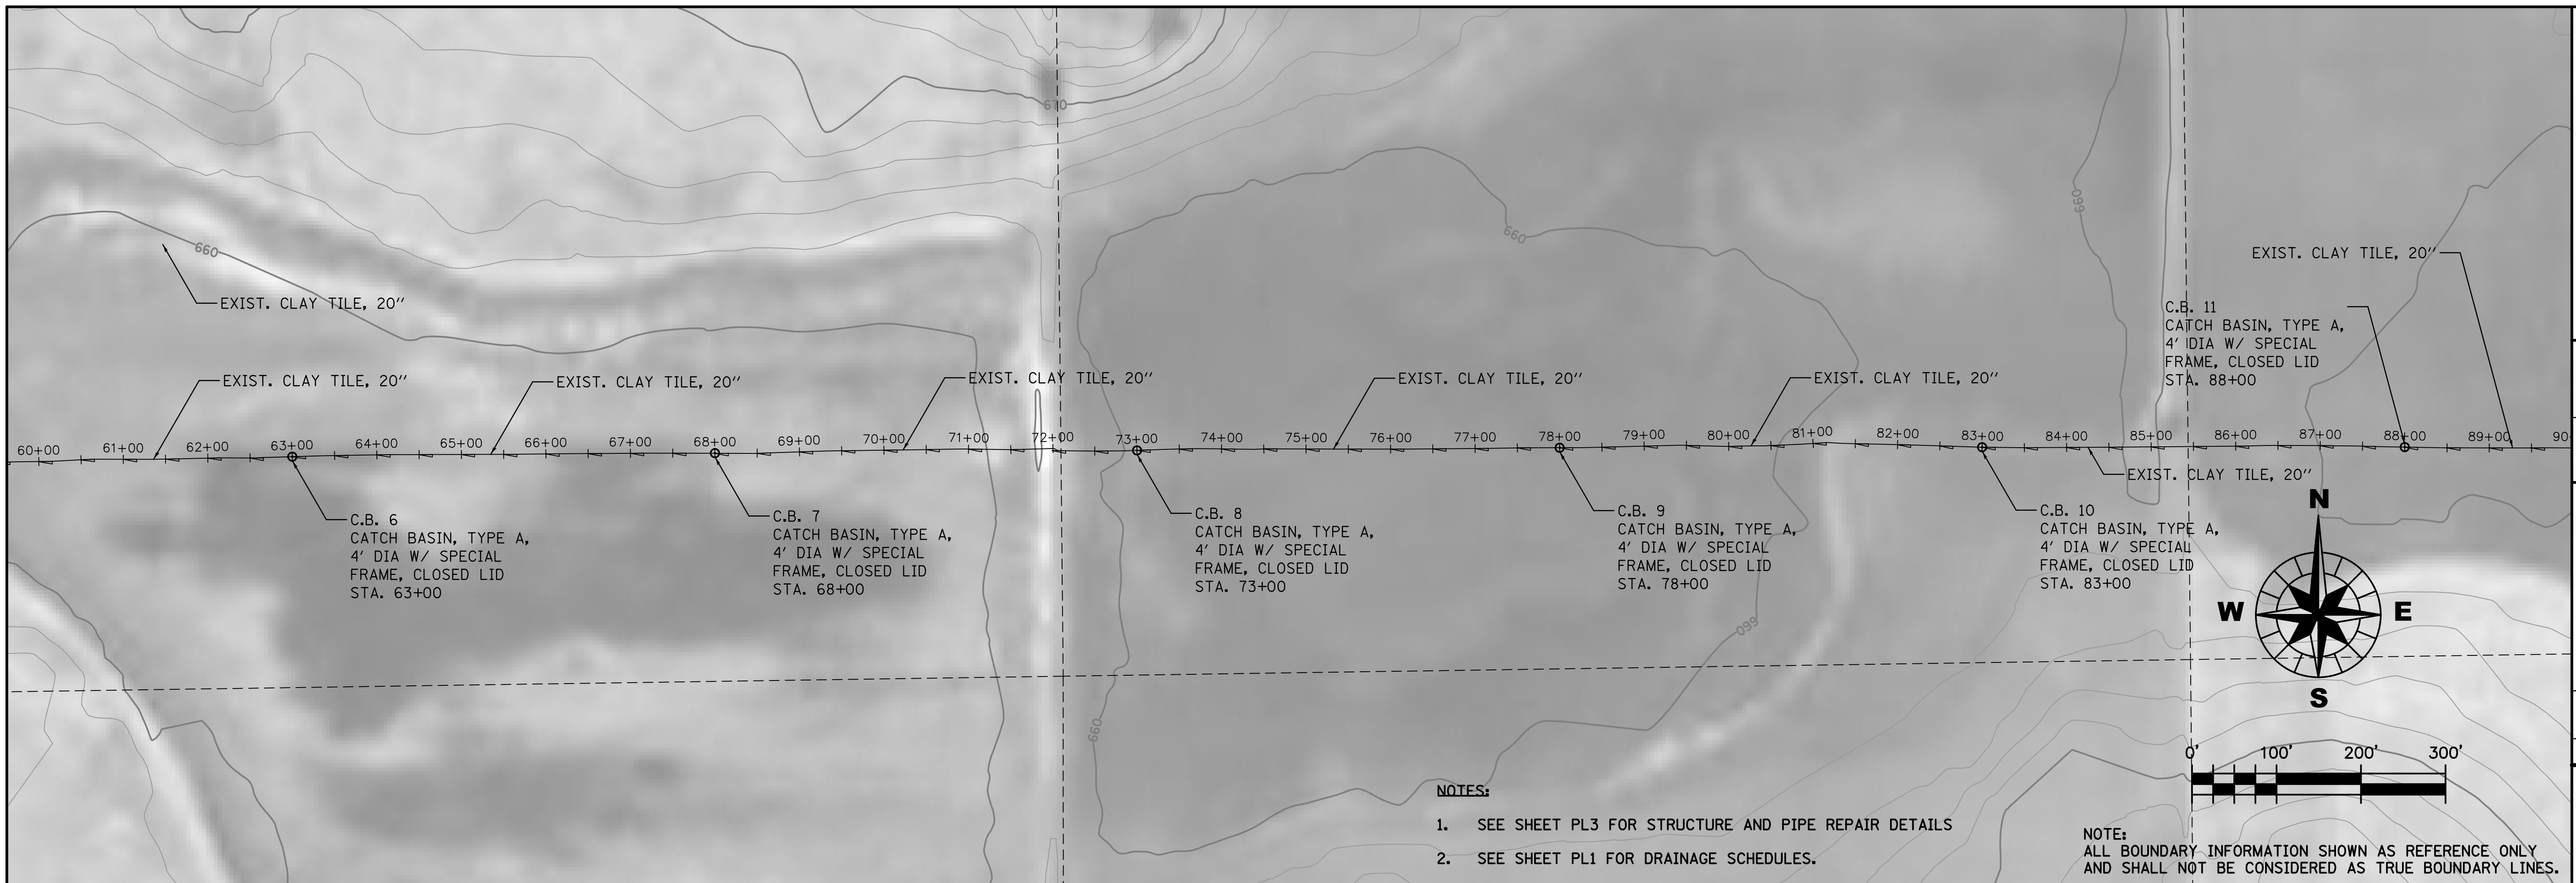 670
660
660
660
EXIST. CLAY TILE, 20″
EXIST. CLAY TILE, 20″
C.B. 11
CATCH BASIN, TYPE A,
4′ DIA W/ SPECIAL
FRAME, CLOSED LID
STA. 88+00
EXIST. CLAY TILE, 20″
EXIST. CLAY TILE, 20″
EXIST. CLAY TILE, 20″
EXIST. CLAY TILE, 20″
EXIST. CLAY TILE, 20″
60+00 61+00 62+00 63+00 64+00 65+00 66+00 67+00 68+00 69+00 70+00 71+00 72+00 73+00 74+00 75+00 76+00 77+00 78+00 79+00 80+00 81+00 82+00 83+00 84+00 85+00 86+00 87+00 88+00 89+00 90
EXIST. CLAY TILE, 20″
C.B. 6
CATCH BASIN, TYPE A,
4′ DIA W/ SPECIAL
FRAME, CLOSED LID
STA. 63+00
C.B. 7
CATCH BASIN, TYPE A,
4′ DIA W/ SPECIAL
FRAME, CLOSED LID
STA. 68+00
C.B. 8
CATCH BASIN, TYPE A,
4′ DIA W/ SPECIAL
FRAME, CLOSED LID
STA. 73+00
C.B. 9
CATCH BASIN, TYPE A,
4′ DIA W/ SPECIAL
FRAME, CLOSED LID
STA. 78+00
C.B. 10
CATCH BASIN, TYPE A,
4′ DIA W/ SPECIAL
FRAME, CLOSED LID
STA. 83+00
N
W E
S
660
660
0' 100' 200' 300'
NOTES:
1. SEE SHEET PL3 FOR STRUCTURE AND PIPE REPAIR DETAILS
2. SEE SHEET PL1 FOR DRAINAGE SCHEDULES.
NOTE:
ALL BOUNDARY INFORMATION SHOWN AS REFERENCE ONLY
AND SHALL NOT BE CONSIDERED AS TRUE BOUNDARY LINES.